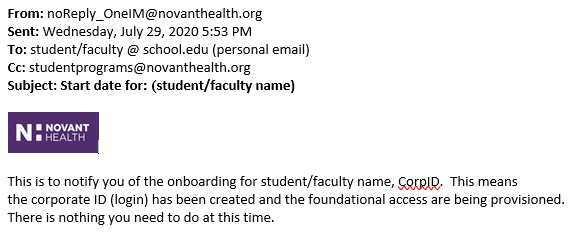 From: noReply_OneIM@novanthealth.org
Sent: Wednesday, July 29, 2020 5:53 PM
To: student/faculty @ school.edu (personal email)
Cc: studentprograms@novanthealth.org
Subject: Start date for: (student/faculty name)
N NOVANT
HEALTH
This is to notify you of the onboarding for student/faculty name, CorpID.  This means
the corporate ID (login) has been created and the foundational access are being provisioned.
There is nothing you need to do at this time.